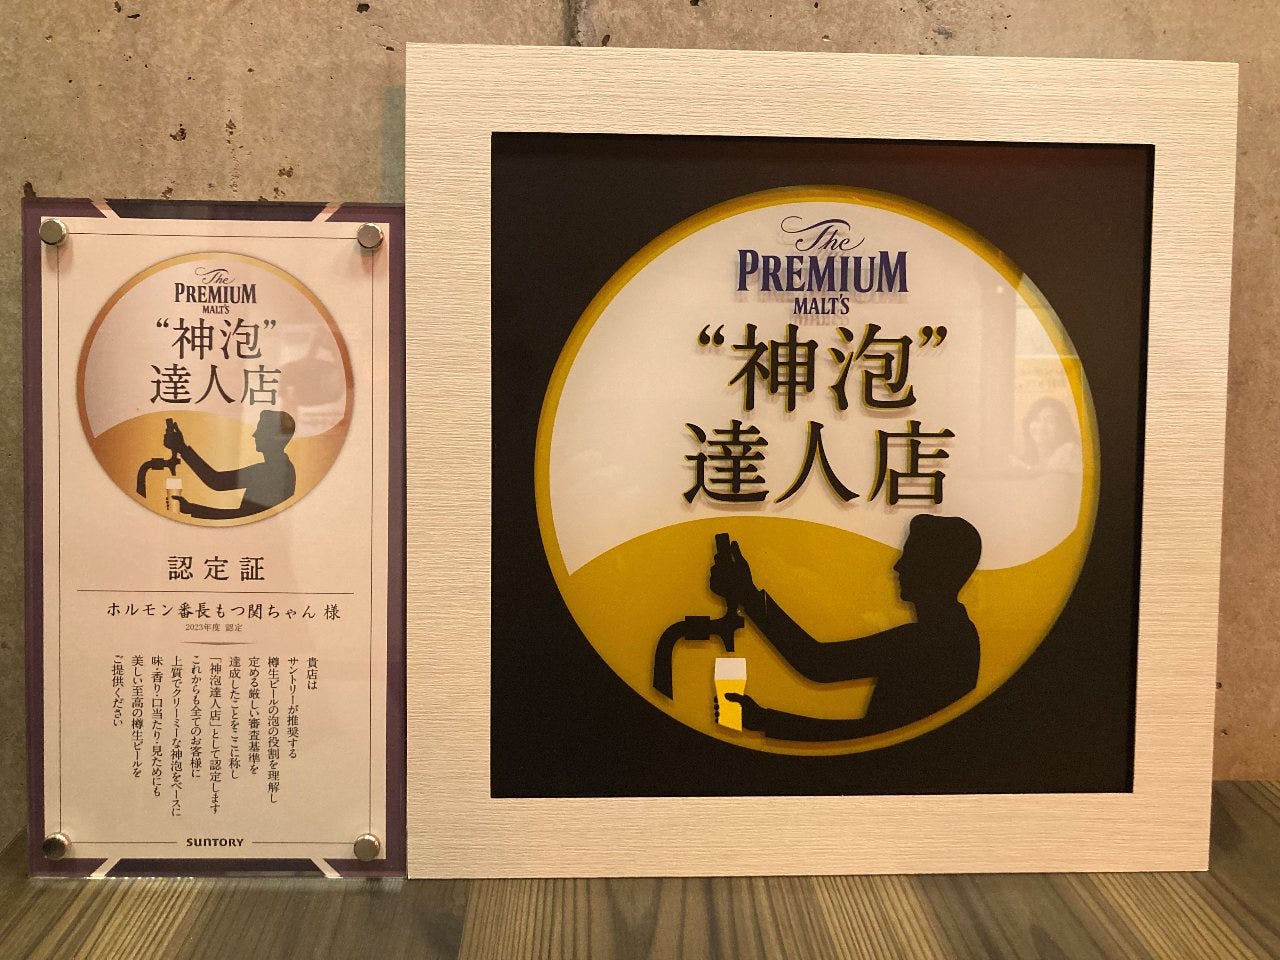 The
PREMIUM
MALT'S
“神泡”
達人店
認定証
ホルモン番長もつ関ちゃん 様
2023年度 認定
貴店は
サントリーが推奨する
樽生ビールの泡の役割を理解し
定める厳しい審査基準を
達成したことをここに称し
「神泡達人店」として認定します
これからも全てのお客様に
上質でクリーミーな神泡をベースに
味・香り・口当たり・見ためにも
美しい至高の樽生ビールを
ご提供ください
SUNTORY
The
PREMIUM
MALT'S
“神泡”
達人店